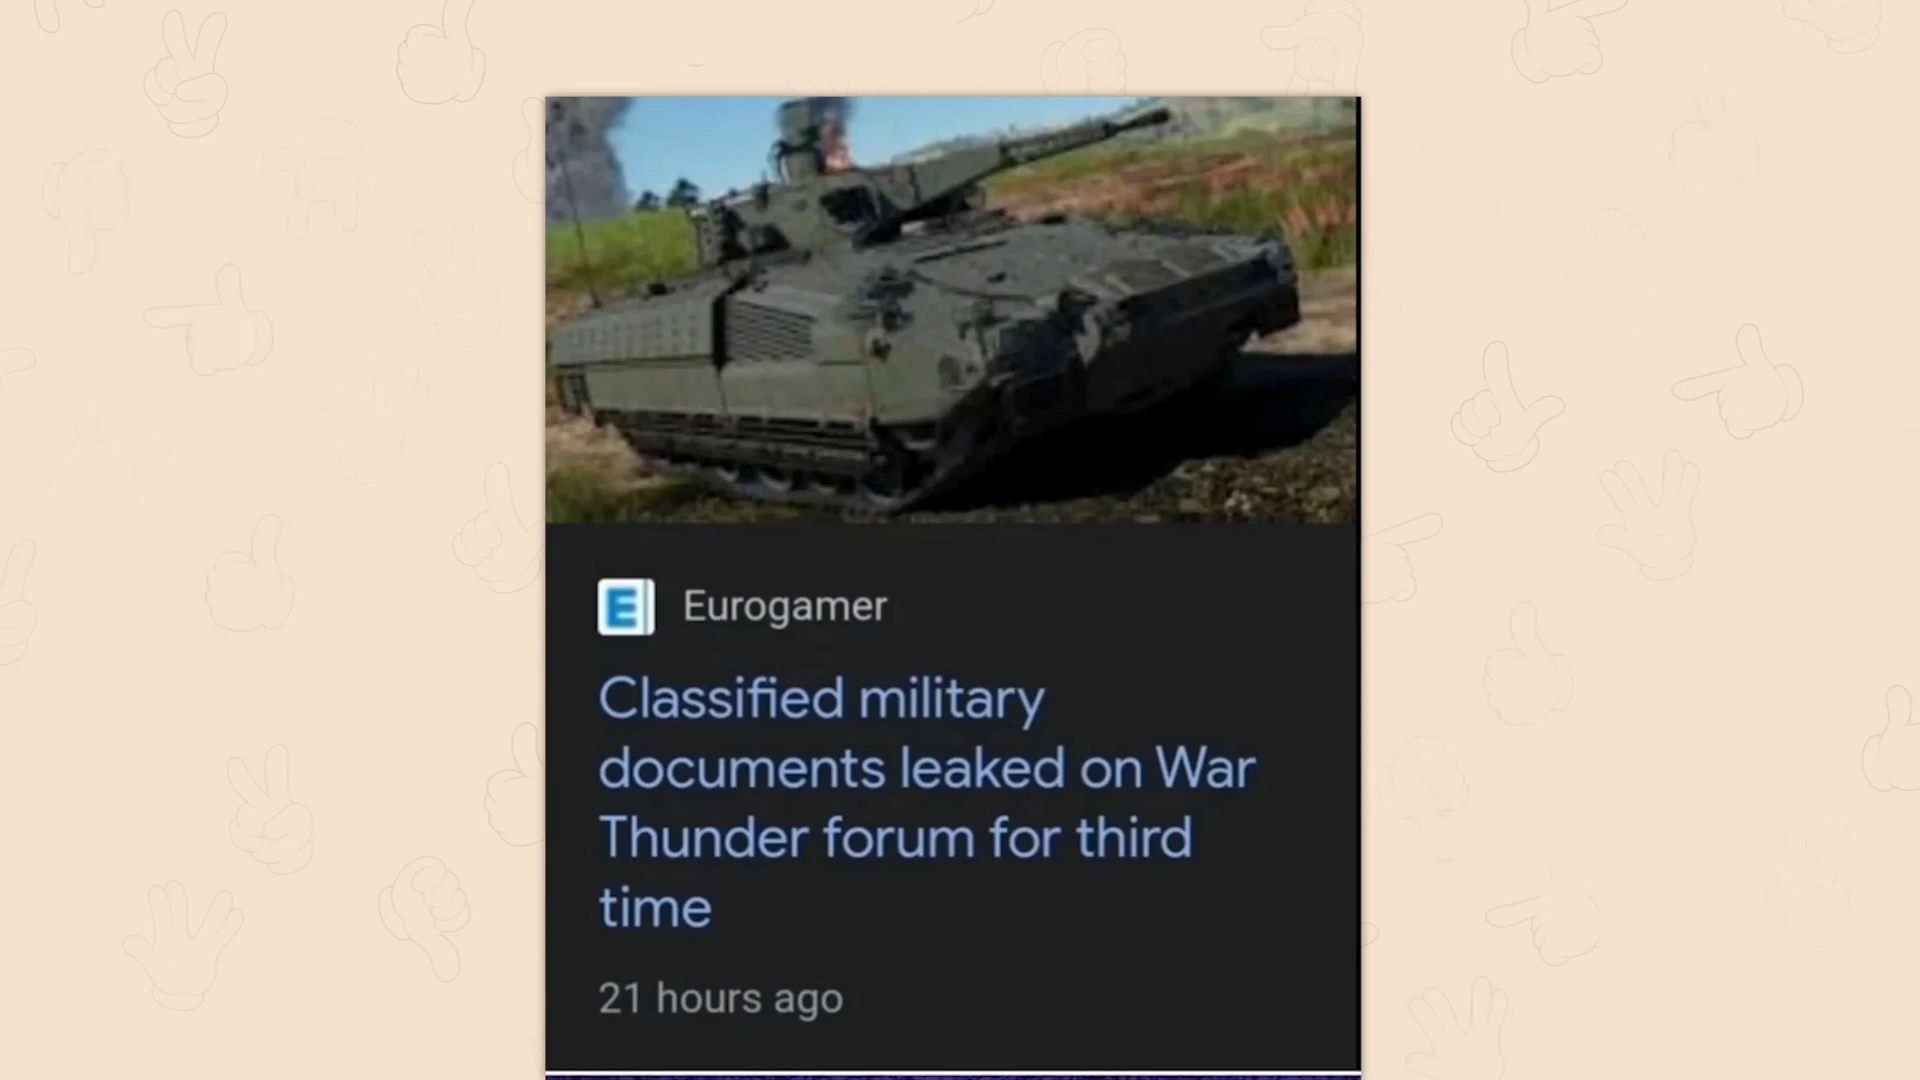 E
Eurogamer
Classified military
documents leaked on War
Thunder forum for third
time
21 hours ago